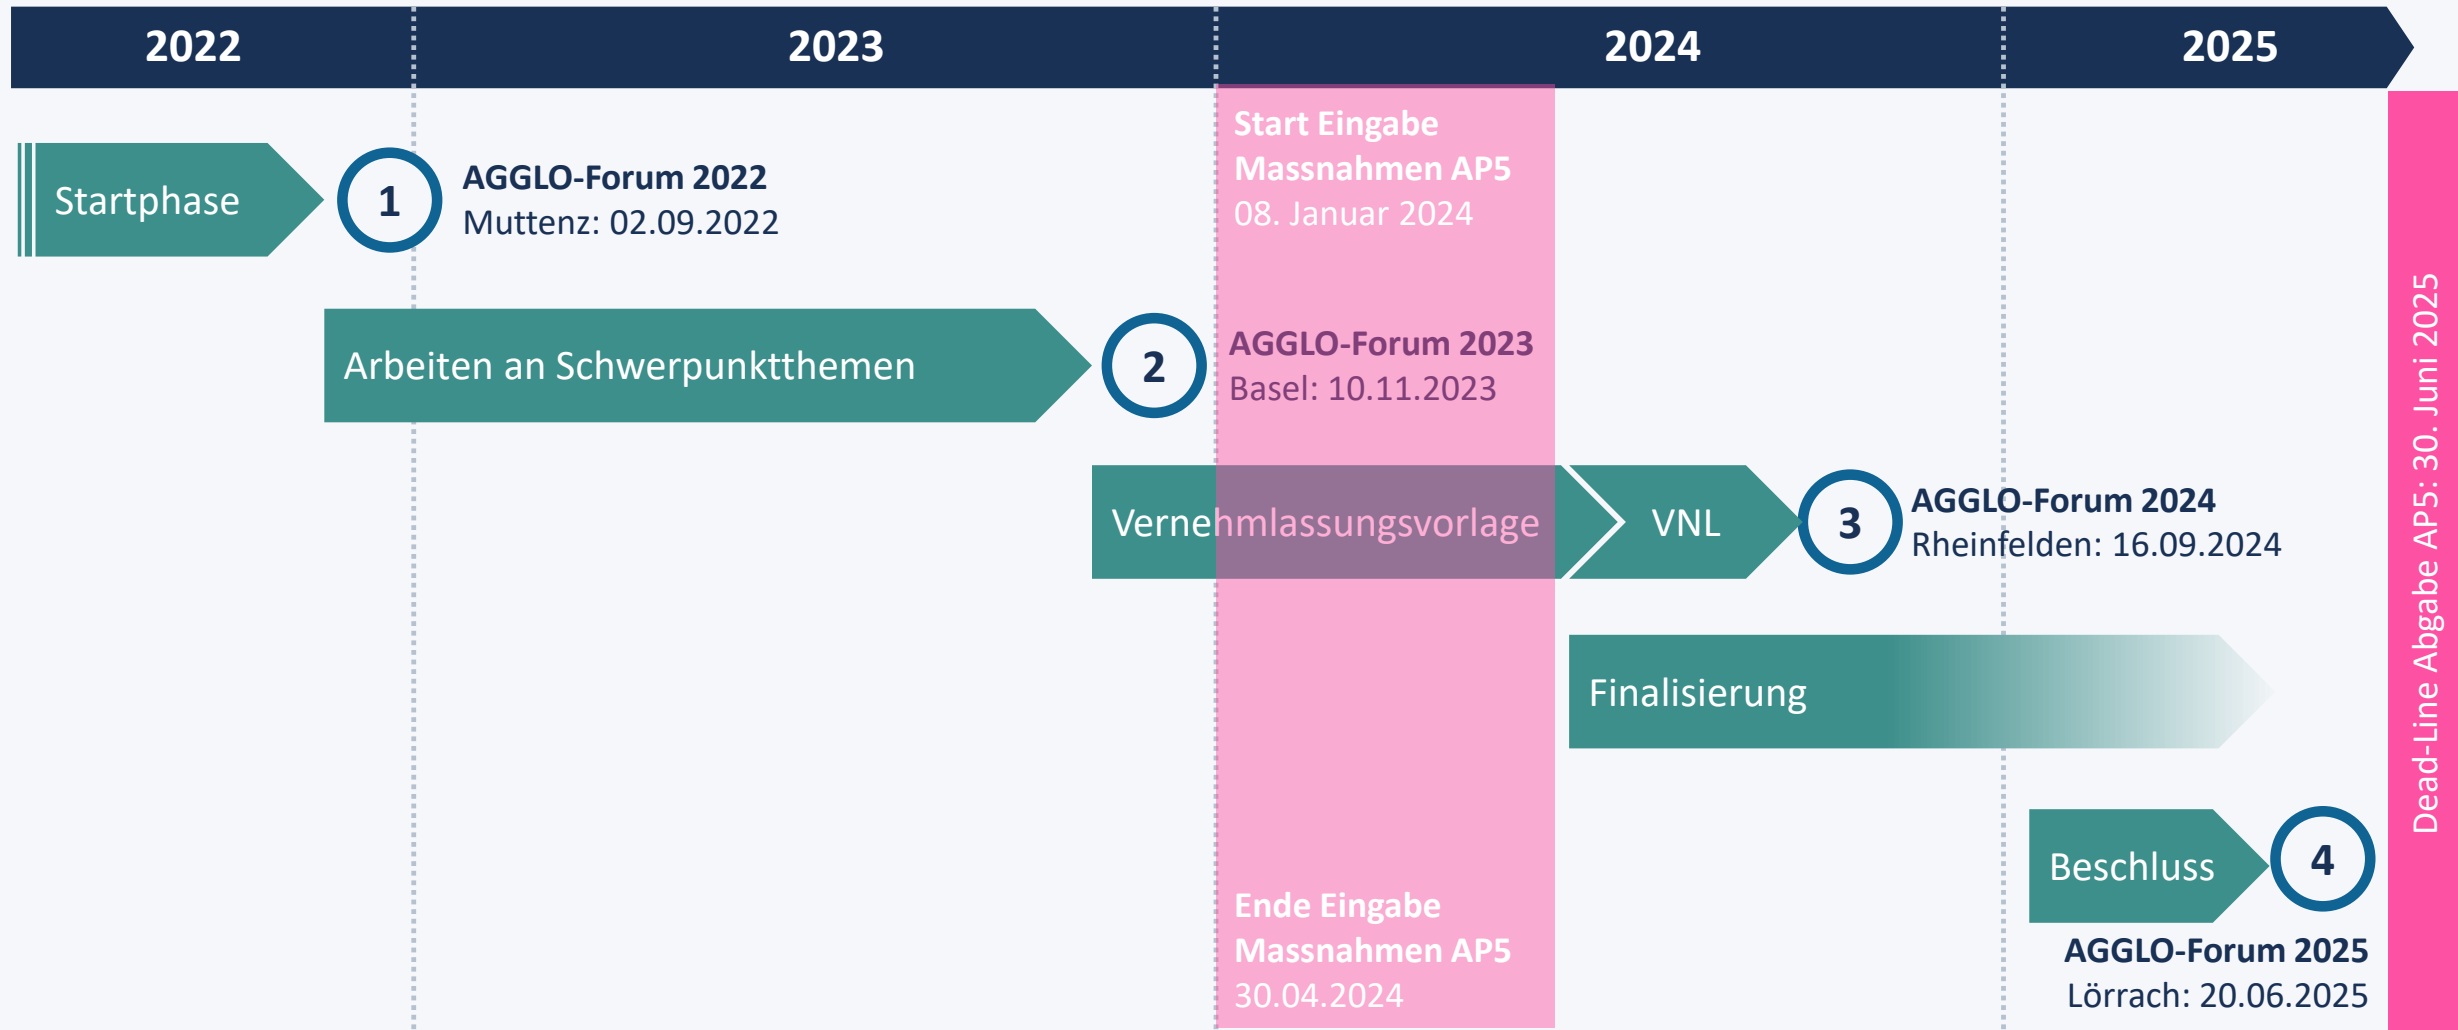 2022
2023
2024
2025
Startphase
1
AGGLO-Forum 2022
Muttenz: 02.09.2022
Start Eingabe
Massnahmen AP5
08. Januar 2024
Arbeiten an Schwerpunktthemen
2
AGGLO-Forum 2023
Basel: 10.11.2023
Vernehmlassungsvorlage
VNL
3
AGGLO-Forum 2024
Rheinfelden: 16.09.2024
Finalisierung
Beschluss
4
AGGLO-Forum 2025
Lörrach: 20.06.2025
Ende Eingabe
Massnahmen AP5
30.04.2024
Dead-Line Abgabe AP5: 30. Juni 2025